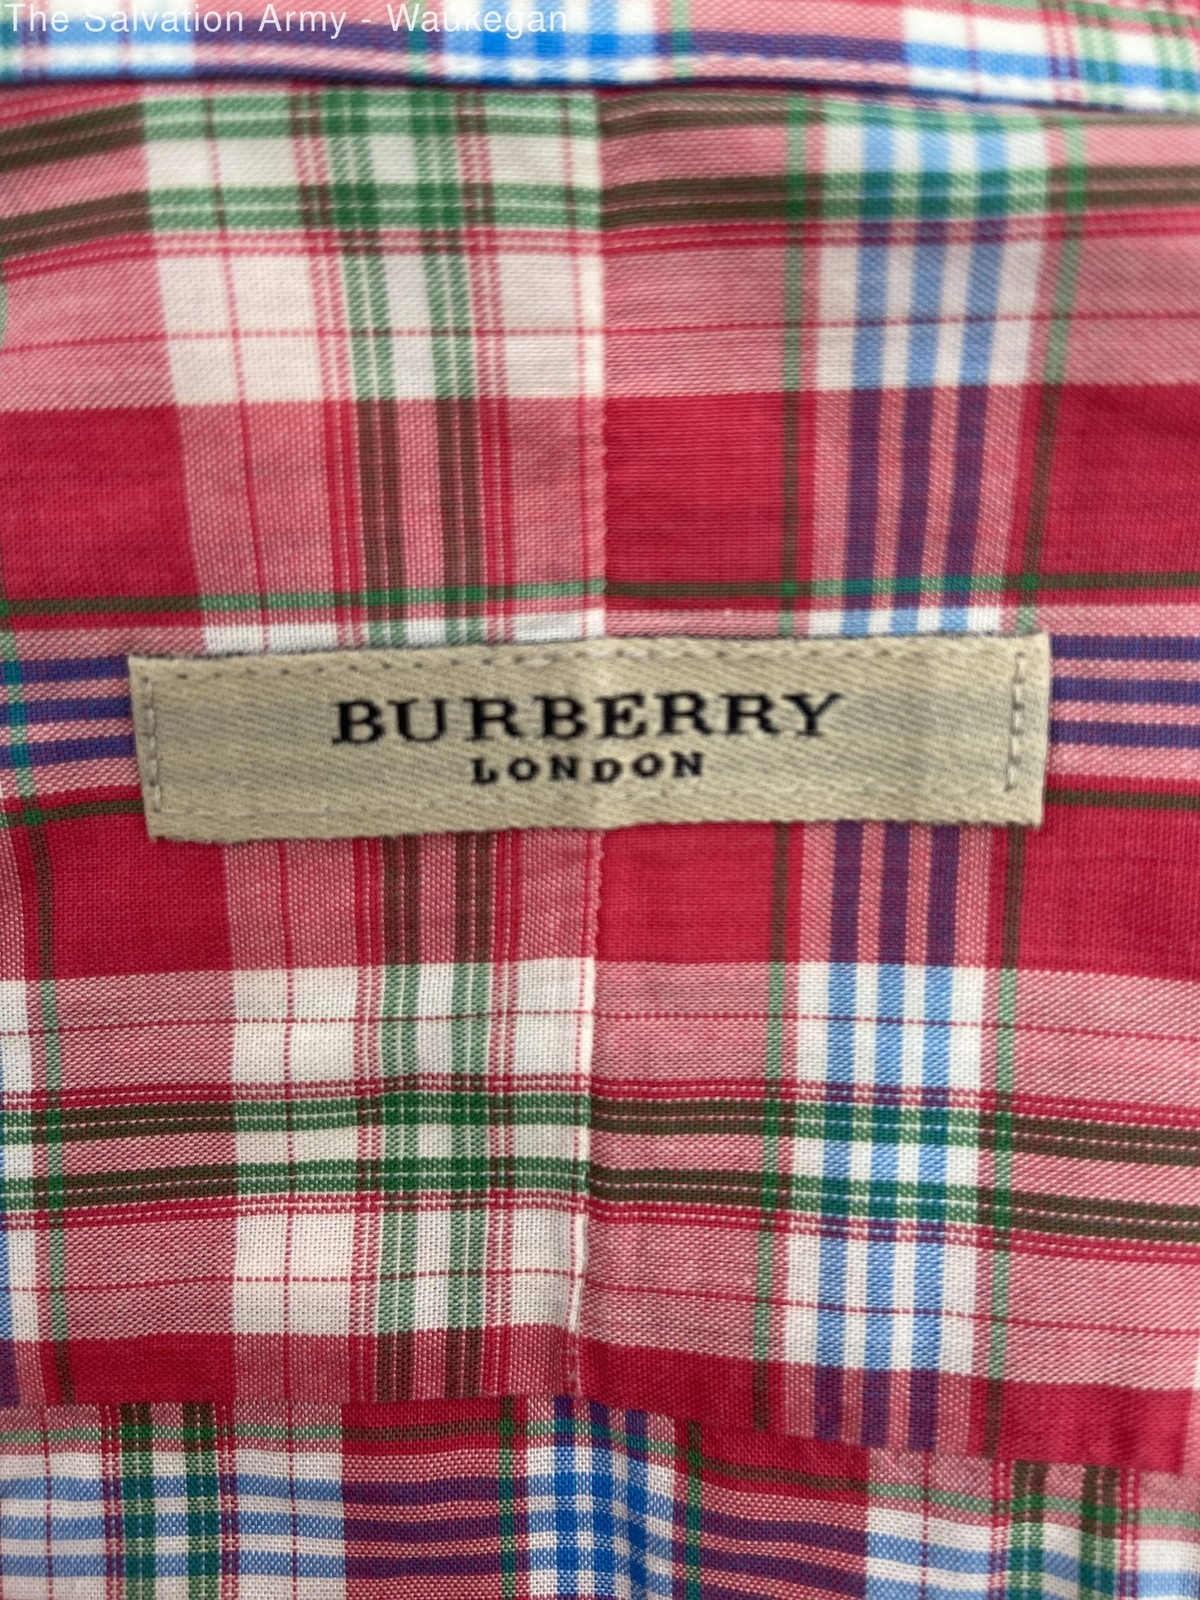 The Salvation Army - Waukegan
BURBERRY
LONDON